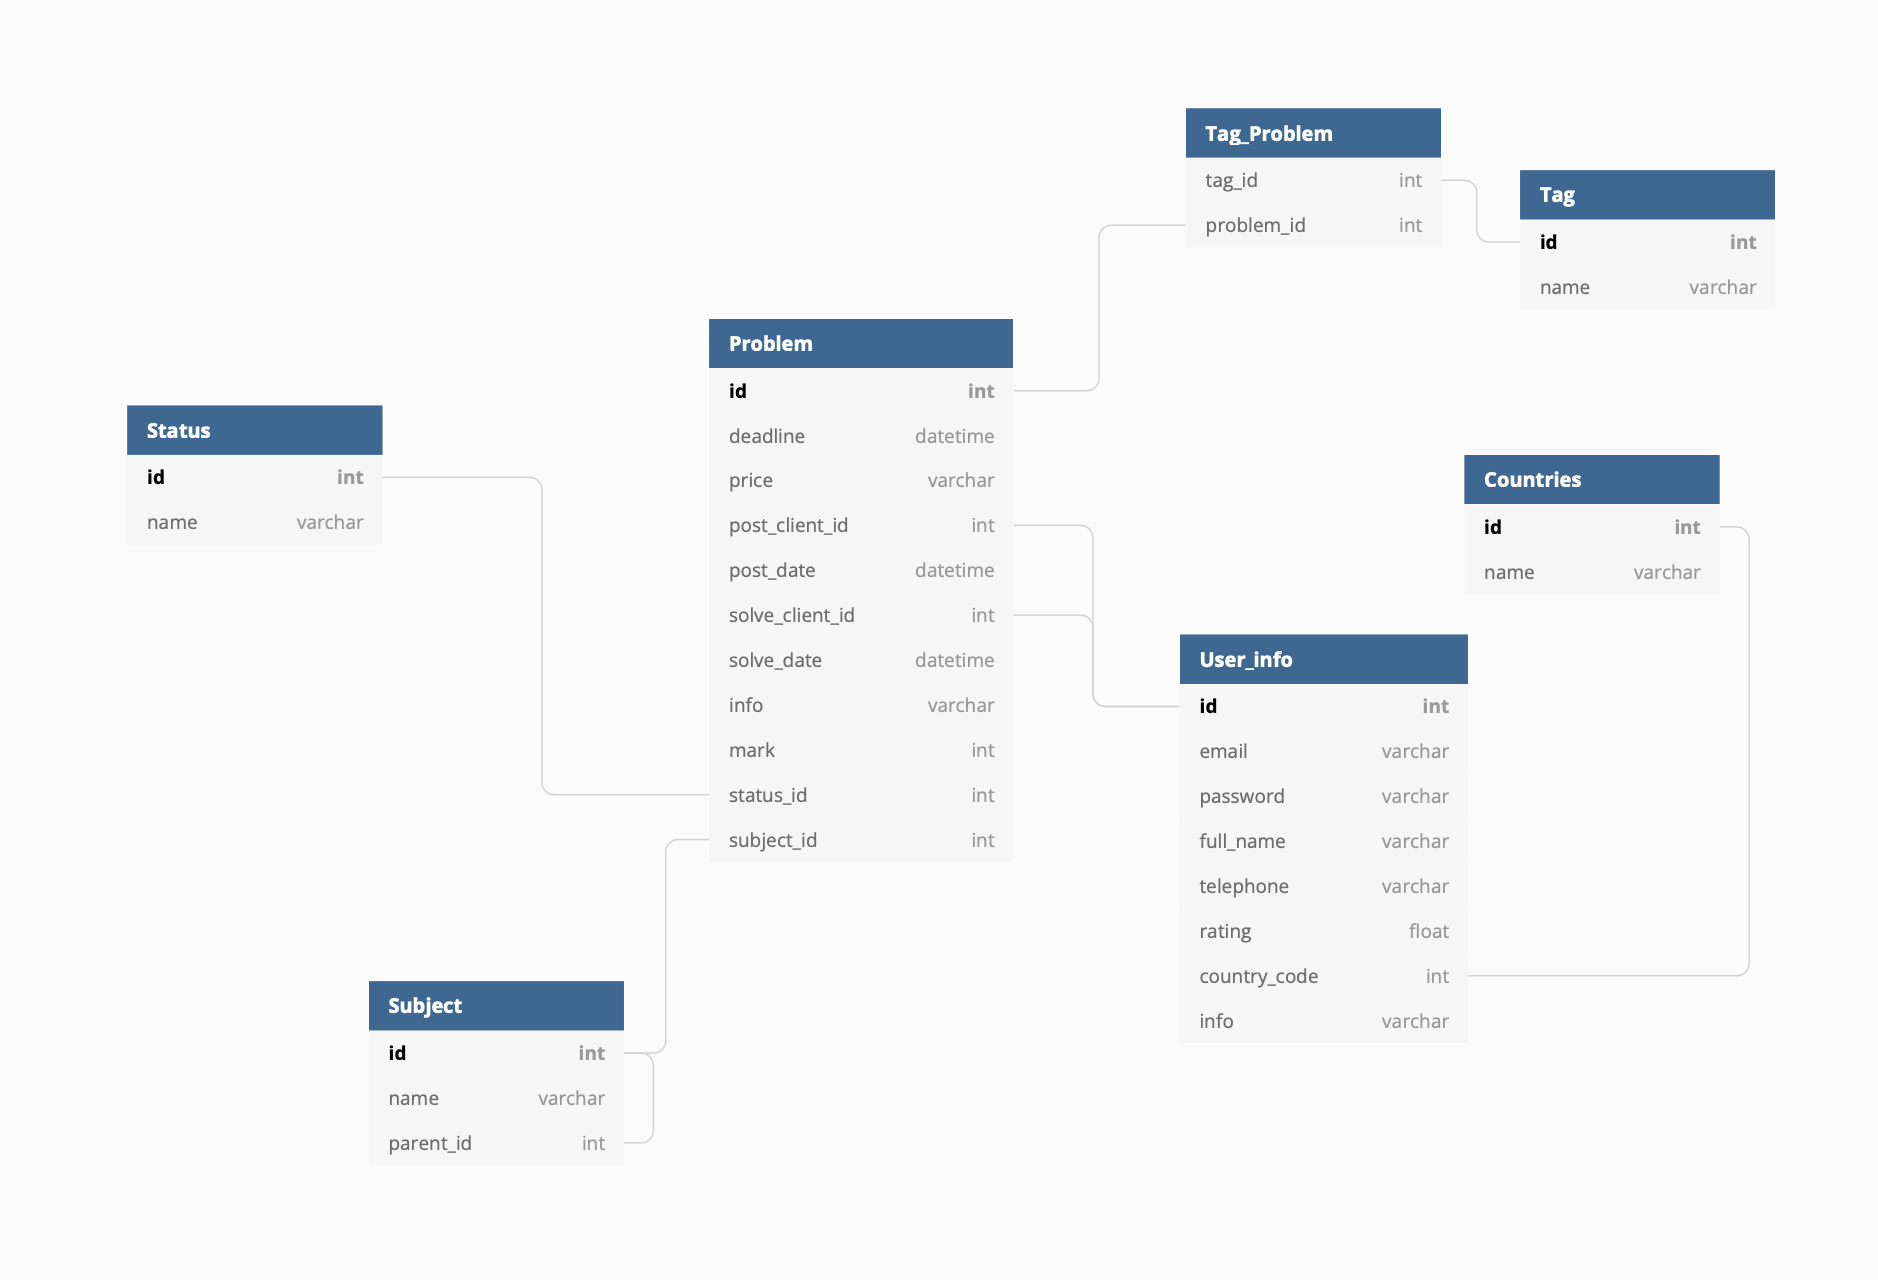 Tag_Problem
tag_id int
problem_id int
Tag
id int
name varchar
Problem
id int
deadline datetime
price varchar
post_client_id int
post_date datetime
solve_client_id int
solve_date datetime
info varchar
mark int
status_id int
subject_id int
Status
id int
name varchar
Countries
id int
name varchar
User_info
id int
email varchar
password varchar
full_name varchar
telephone varchar
rating float
country_code int
info varchar
Subject
id int
name varchar
parent_id int